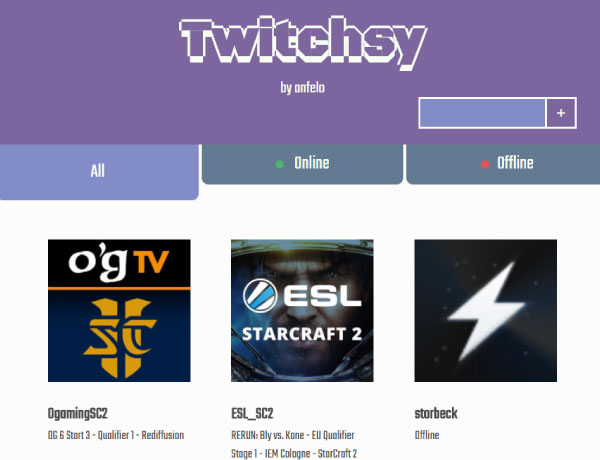 Twitchsy
by anfelo
+
All
Online
Offline
o'g TV
SC
ESL
STARCRAFT 2
OgamingSC2
OG 6 Start 3 - Qualifier 1 - Rediffusion
ESL_SC2
RERUN: Bly vs. Kane - EU Qualifier
Stage 1 - IEM Cologne - StarCraft 2
storbeck
Offline